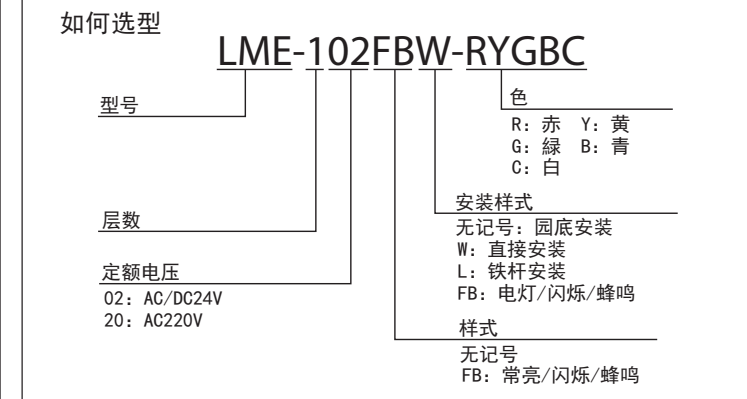 如何选型
LME-102FBW-RYGBC
型号
色
R: 赤 Y: 黄
G: 緑 B: 青
C: 白
层数
安装样式
无记号: 园底安装
W: 直接安装
L: 铁杆安装
FB: 电灯/闪烁/蜂鸣
定额电压
02: AC/DC24V
20: AC220V
样式
无记号
FB: 常亮/闪烁/蜂鸣